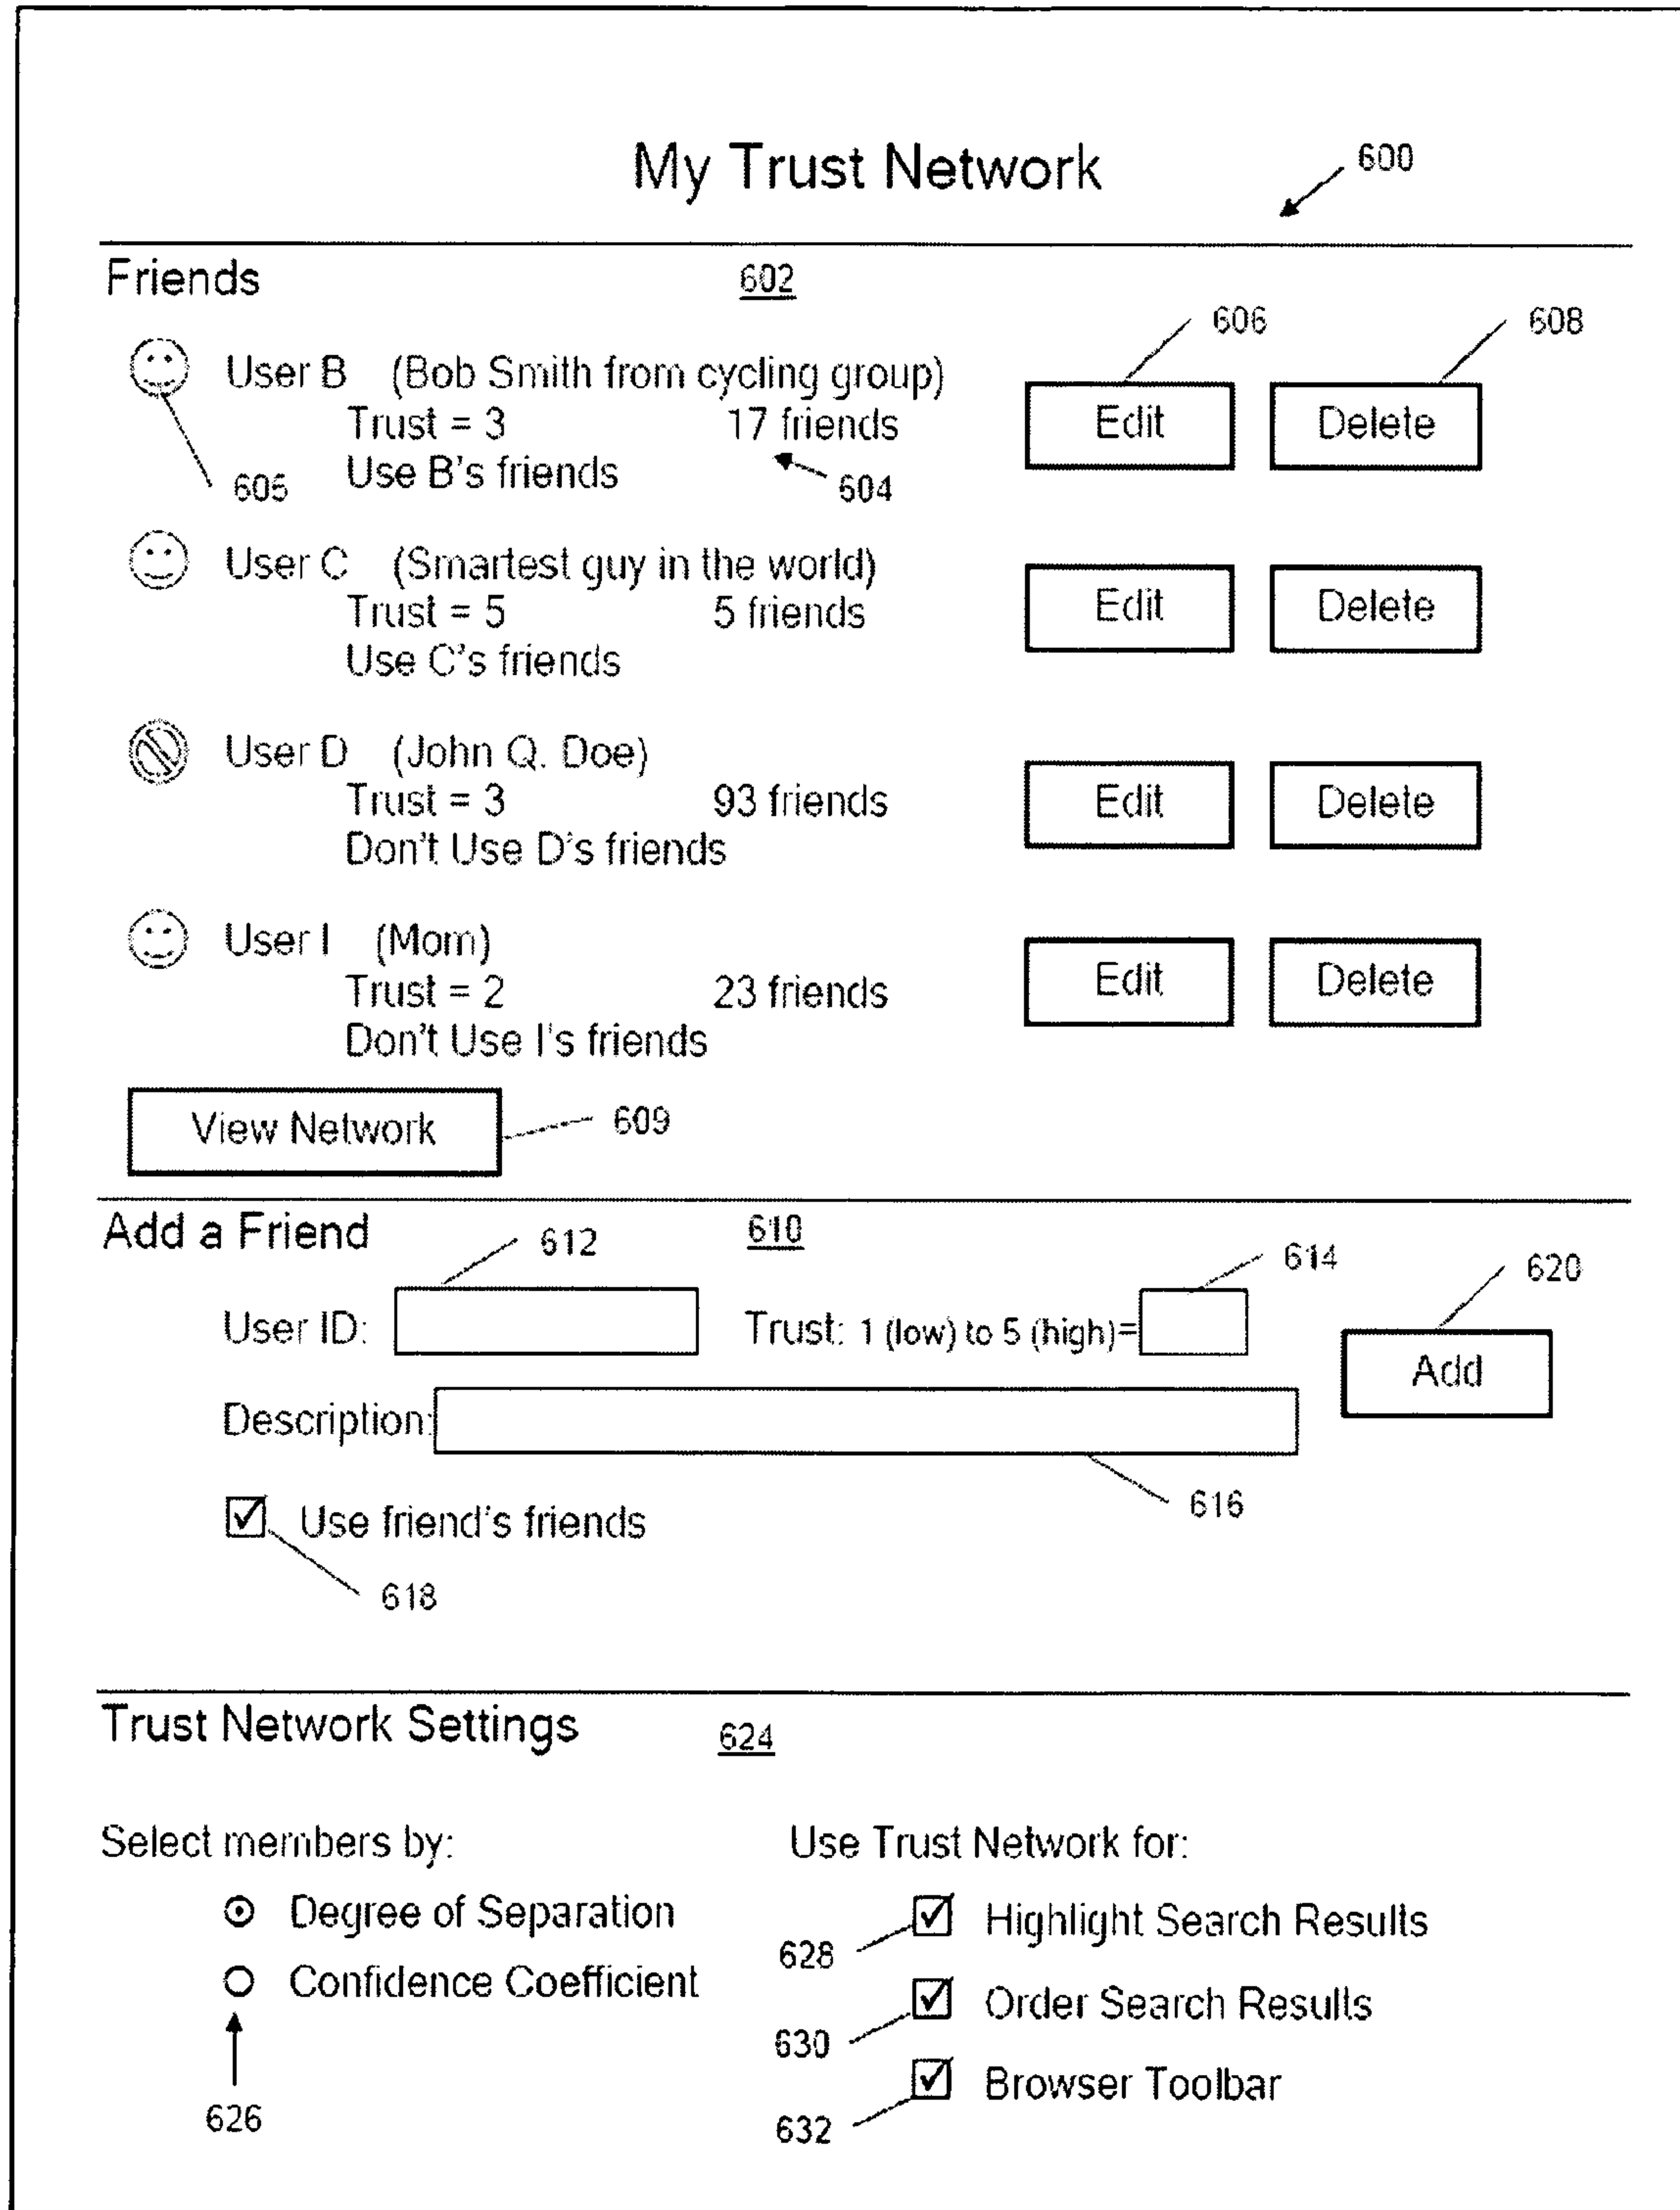 My Trust Network
600
Friends 602
606 608
User B (Bob Smith from cycling group)
Trust = 3 17 friends
Use B's friends
Edit Delete
605 604
User C (Smartest guy in the world)
Trust = 5 5 friends
Use C's friends
Edit Delete
User D (John Q. Doe)
Trust = 3 93 friends
Don't Use D's friends
Edit Delete
User I (Mom)
Trust = 2 23 friends
Don't Use I's friends
Edit Delete
View Network 609
Add a Friend 612 610 614 620
User ID: Trust: 1 (low) to 5 (high)=
Add
Description:
616
Use friend's friends
618
Trust Network Settings 624
Select members by: Use Trust Network for:
Degree of Separation Highlight Search Results
628
Confidence Coefficient Order Search Results
630
Browser Toolbar
626 632